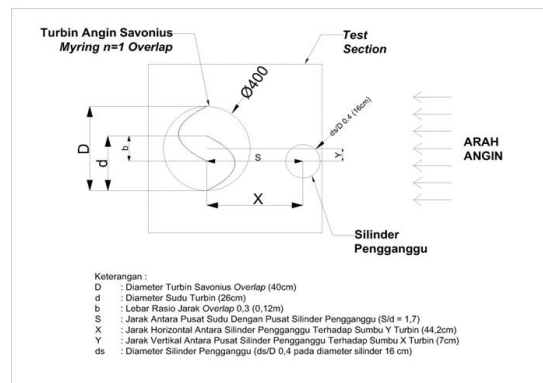 Turbin Angin Savonius
Myring n=1 Overlap
Test
Section
Ø400
ds/D 0.4 (16cm)
D
d
b
S
Y
X
ARAH
ANGIN
Silinder
Pengganggu
Keterangan :
D : Diameter Turbin Savonius Overlap (40cm)
d : Diameter Sudu Turbin (26cm)
b : Lebar Rasio Jarak Overlap 0,3 (0,12m)
S : Jarak Antara Pusat Sudu Dengan Pusat Silinder Pengganggu (S/d = 1,7)
X : Jarak Horizontal Antara Silinder Pengganggu Terhadap Sumbu Y Turbin (44,2cm)
Y : Jarak Vertikal Antara Pusat Silinder Pengganggu Terhadap Sumbu X Turbin (7cm)
ds : Diameter Silinder Pengganggu (ds/D 0,4 pada diameter silinder 16 cm)